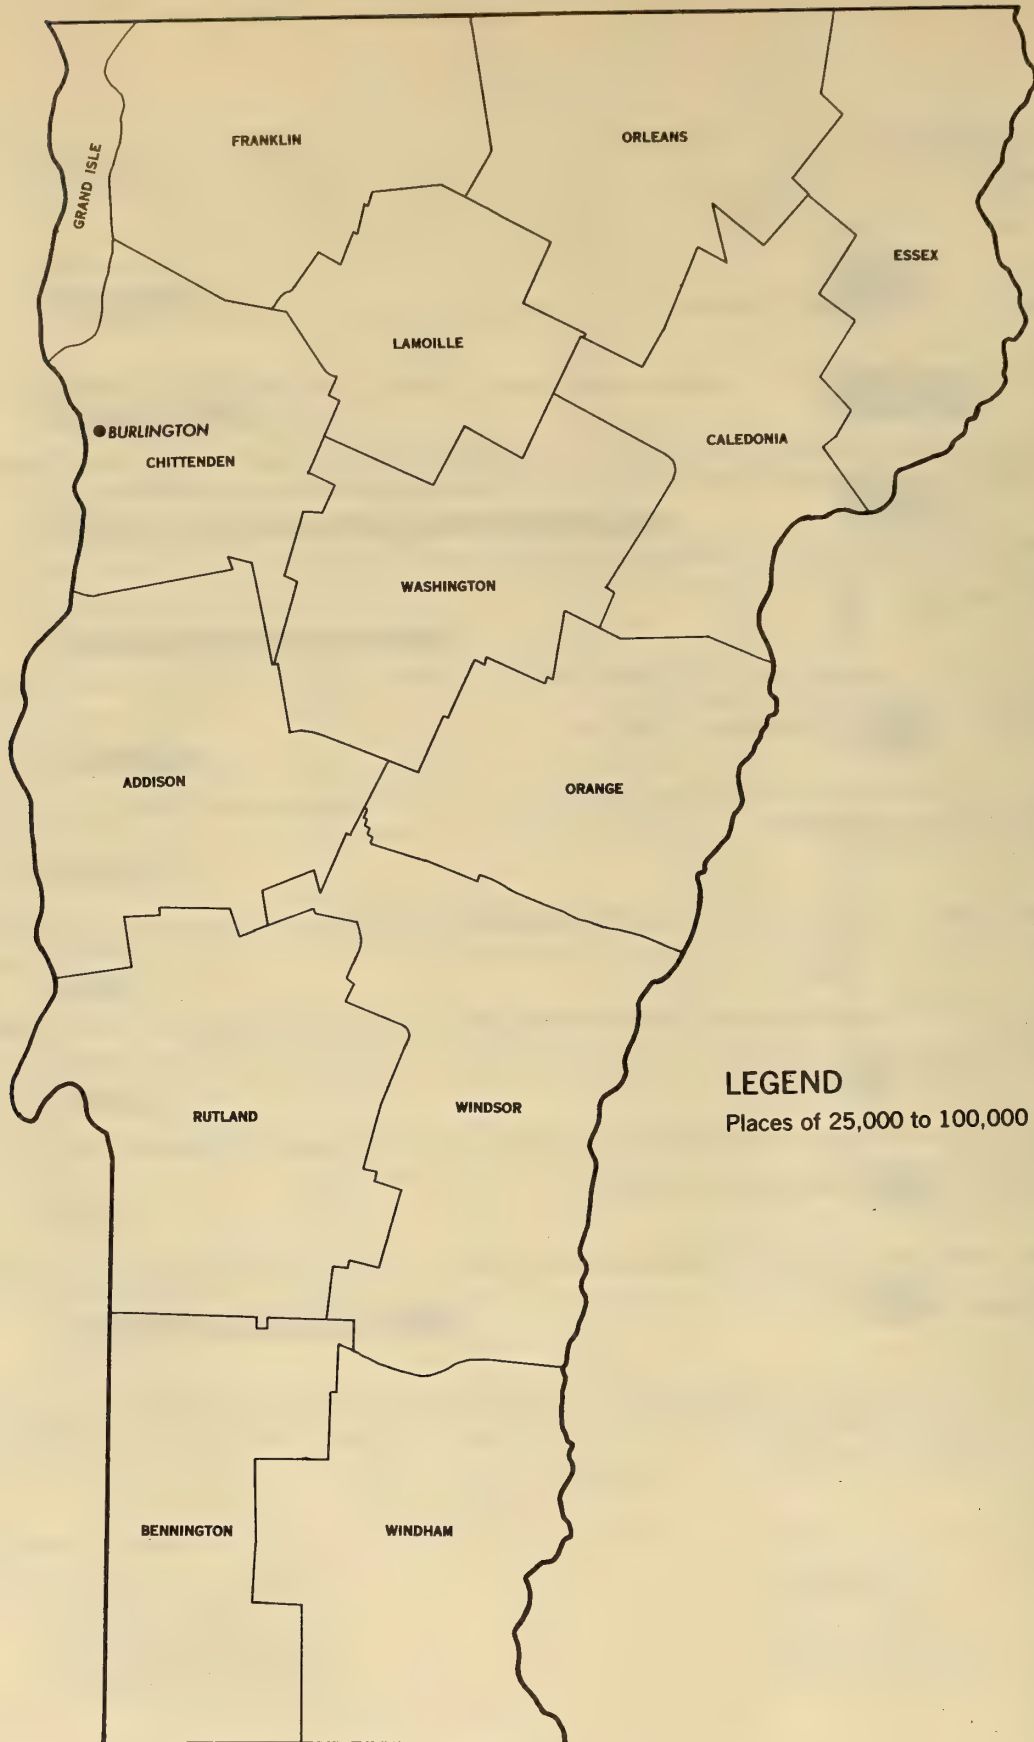 FRANKLIN
ORLEANS
GRAND ISLE
ESSEX
LAMOILLE
BURLINGTON
CHITTENDEN
CALEDONIA
WASHINGTON
ADDISON
ORANGE
LEGEND
Places of 25,000 to 100,000
RUTLAND
WINDSOR
BENNINGTON
WINDHAM